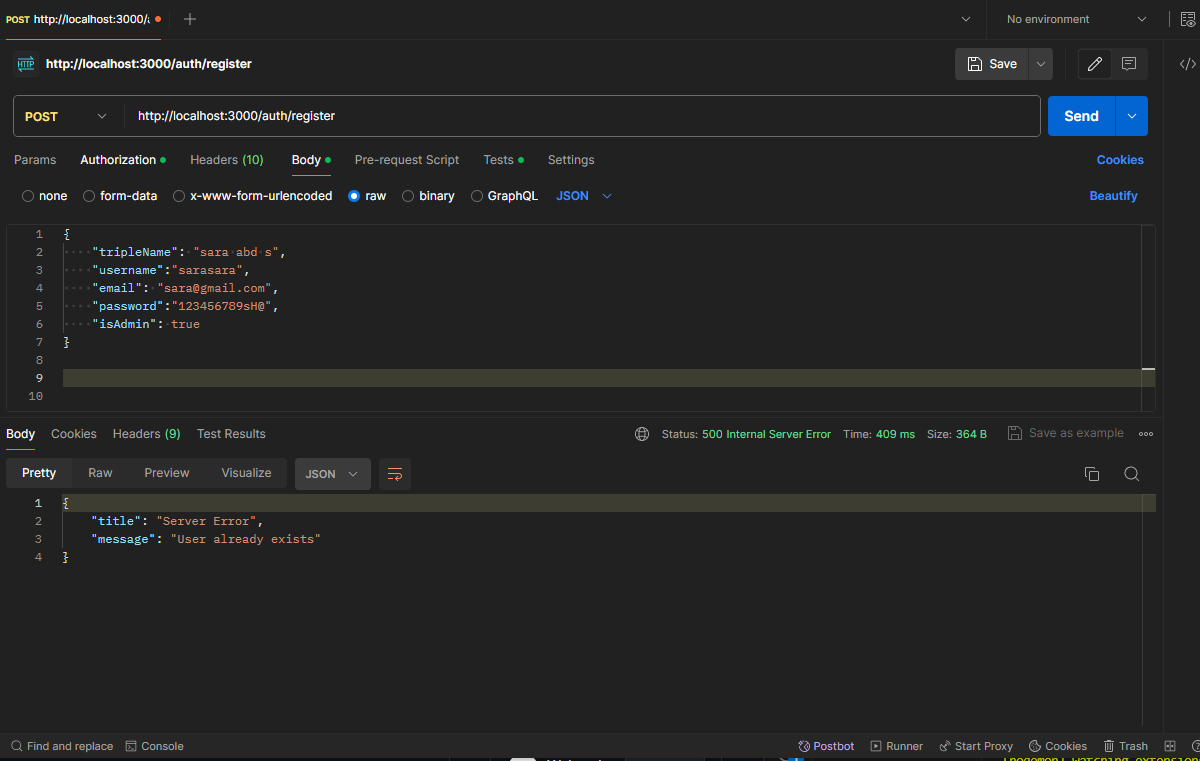 POST http://localhost:3000/a
No environment
HTTP http://localhost:3000/auth/register
Save
POST http://localhost:3000/auth/register
Send
Params Authorization Headers (10) Body Pre-request Script Tests Settings Cookies
none form-data x-www-form-urlencoded raw binary GraphQL JSON Beautify
1 {
2 "tripleName": "sara abd s",
3 "username":"sarasara",
4 "email": "sara@gmail.com",
5 "password":"123456789sH@",
6 "isAdmin": true
7 }
8
9
10
Body Cookies Headers (9) Test Results Status: 500 Internal Server Error Time: 409 ms Size: 364 B Save as example
Pretty Raw Preview Visualize JSON
1 {
2 "title": "Server Error",
3 "message": "User already exists"
4 }
Find and replace Console Postbot Runner Start Proxy Cookies Trash